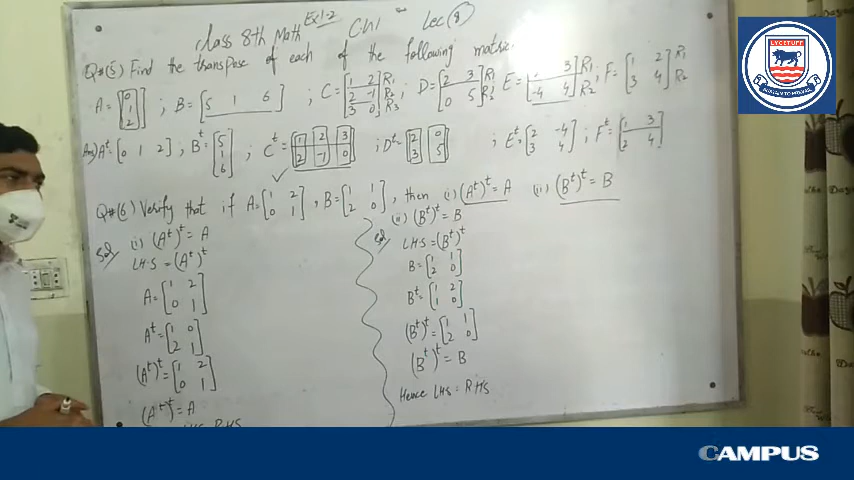 class 8th Math Ex1.2 Ch1 Lec (8)
Q#(5) Find the transpose of each of the following matric.
A = [0 1 2] ; B = [5 1 6] ; C = [1 2 2 -1 3 0] R1 R2 R3 ; D = [2 3 0 5] R1 R2 E = [3 -4 4] R1 R2 ; F = [1 2 3 4] R1 R2
Ans) A^t = [0 1 2] ; B^t = [5 1 6] ; C^t = [1 2 3 2 -1 0] ; D^t = [2 0 3 5] ; E^t = [2 -4 3 4] ; F^t = [1 3 2 4]
Q#(6) Verify that if A = [1 2 0 1] , B = [1 1 2 0] , then (i) (A^t)^t = A (ii) (B^t)^t = B
Sol (i) (A^t)^t = A
LHS = (A^t)^t
A = [1 2 0 1]
A^t = [1 0 2 1]
(A^t)^t = [1 2 0 1]
(A^t)^t = A
LHS RHS
(ii) (B^t)^t = B
Sol LHS = (B^t)^t
B = [1 1 2 0]
B^t = [1 2 1 0]
(B^t)^t = [1 1 2 0]
(B^t)^t = B
Hence LHS = RHS
LYCETUFF
CAMPUS